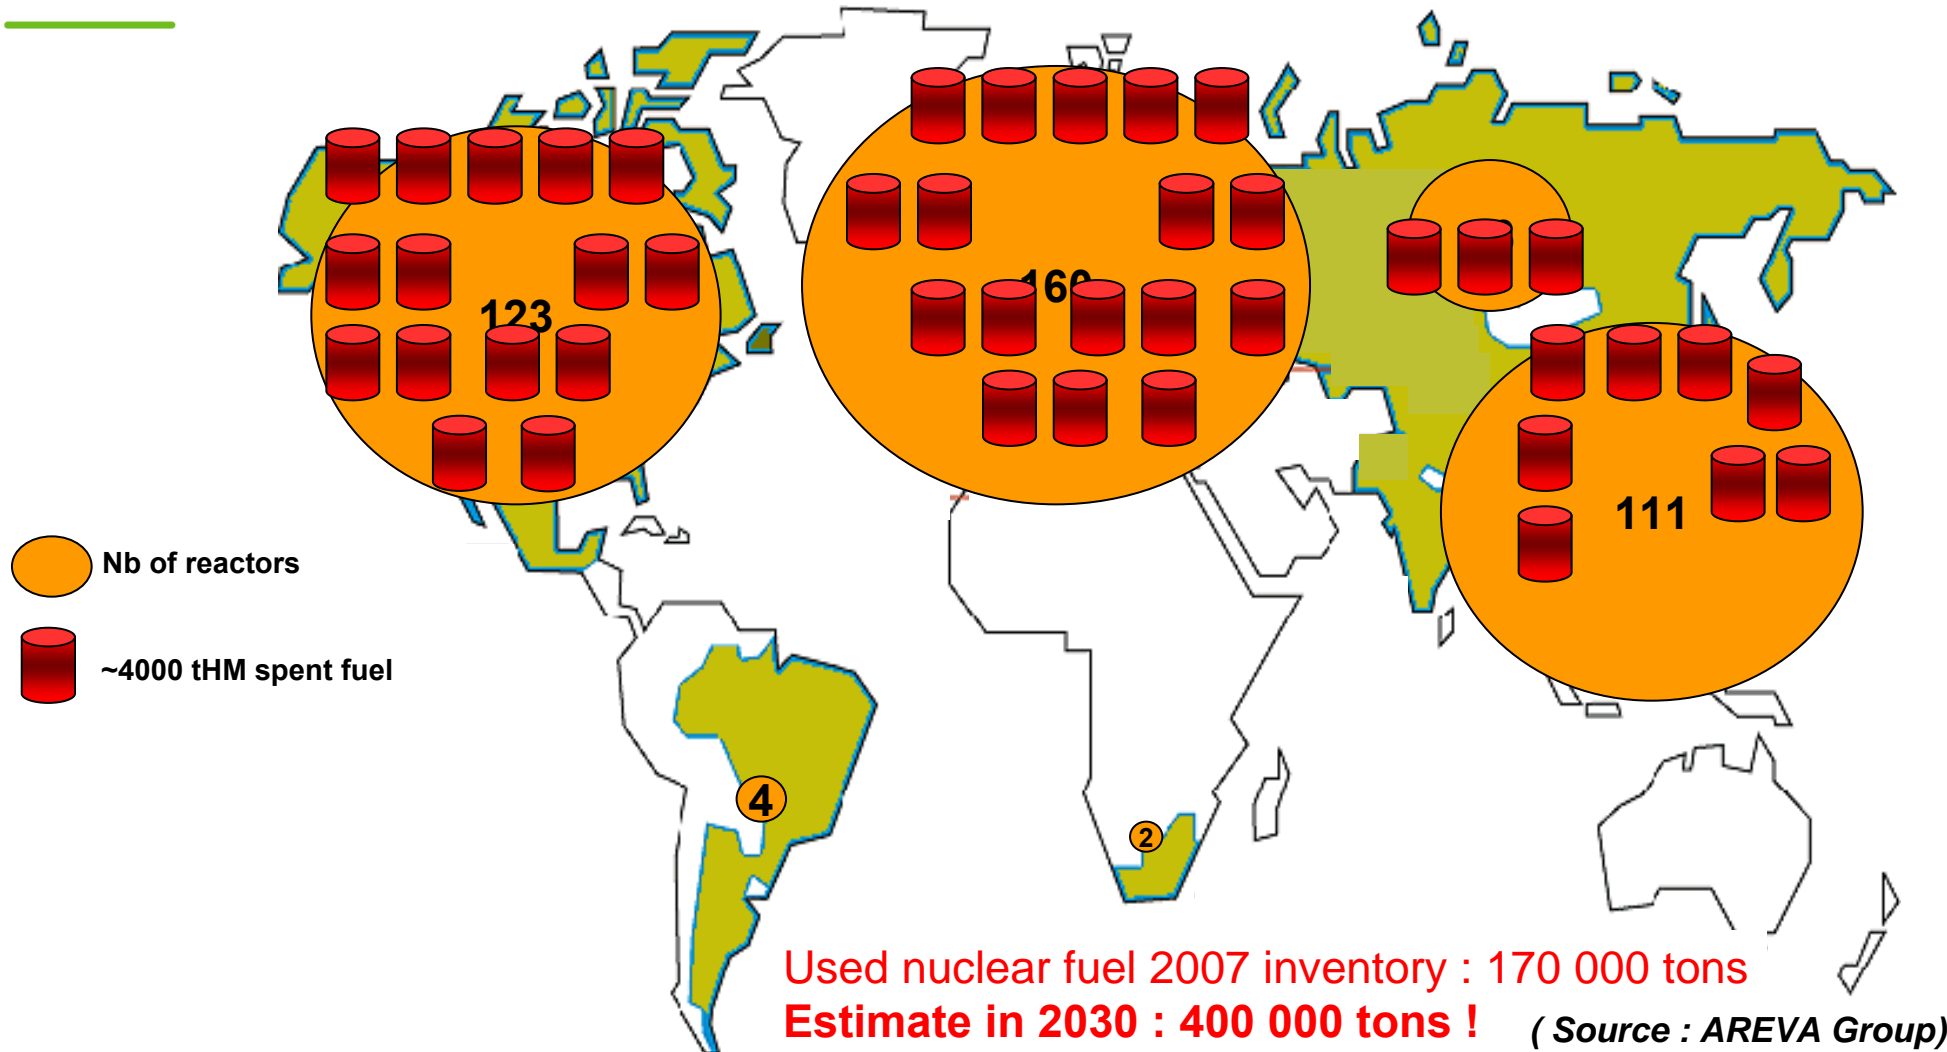 123
160
111
Nb of reactors
~4000 tHM spent fuel
4
2
Used nuclear fuel 2007 inventory : 170 000 tons
Estimate in 2030 : 400 000 tons !
( Source : AREVA Group)